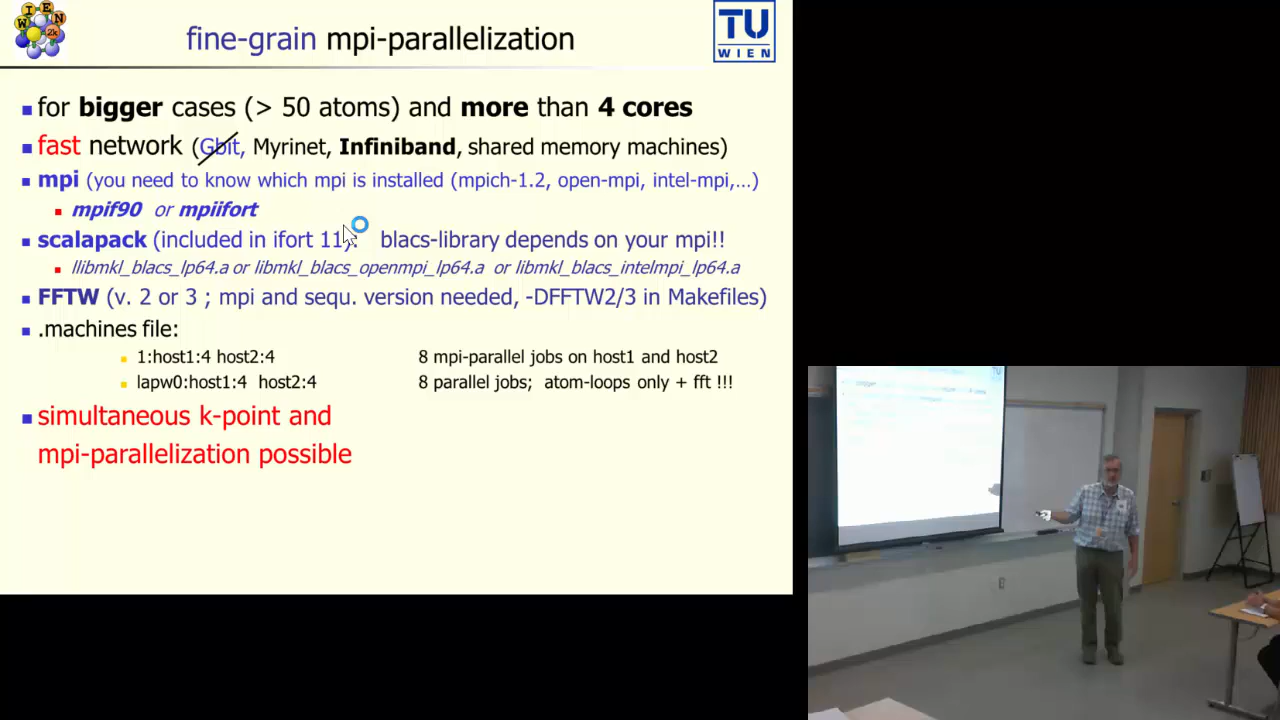 WIEN
2k
fine-grain mpi-parallelization
TU
WIEN
for bigger cases (> 50 atoms) and more than 4 cores
fast network (Gbit, Myrinet, Infiniband, shared memory machines)
mpi (you need to know which mpi is installed (mpich-1.2, open-mpi, intel-mpi,...)
mpif90 or mpiifort
scalapack (included in ifort 11), blacs-library depends on your mpi!!
llibmkl_blacs_lp64.a or libmkl_blacs_openmpi_lp64.a or libmkl_blacs_intelmpi_lp64.a
FFTW (v. 2 or 3 ; mpi and sequ. version needed, -DFFTW2/3 in Makefiles)
.machines file:
1:host1:4 host2:4 8 mpi-parallel jobs on host1 and host2
lapw0:host1:4 host2:4 8 parallel jobs; atom-loops only + fft !!!
simultaneous k-point and
mpi-parallelization possible
TU